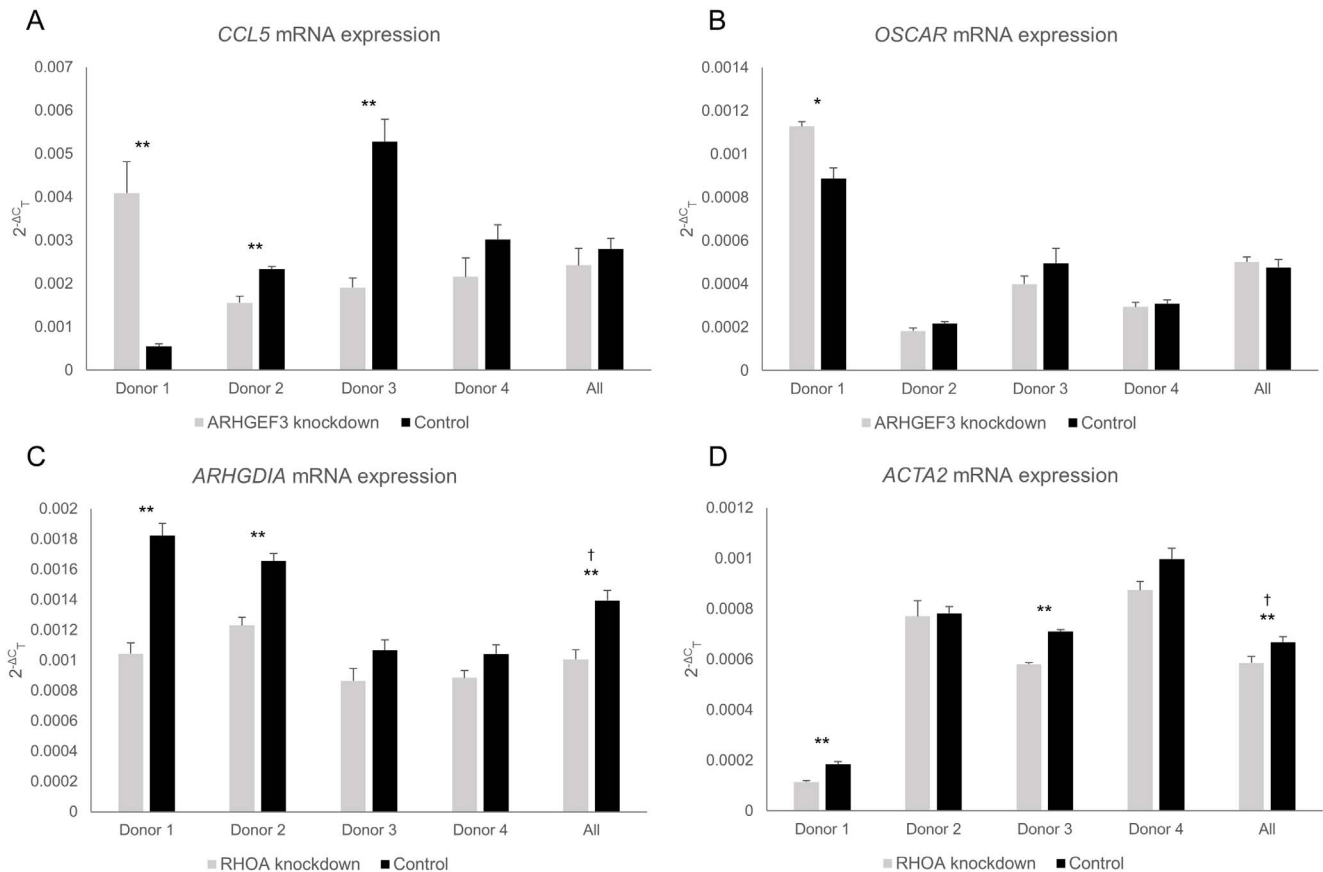 A
CCL5 mRNA expression
0.007
0.006
0.005
0.004
0.003
0.002
0.001
0
2-ΔCT
**
**
**
Donor 1 Donor 2 Donor 3 Donor 4 All
ARHGEF3 knockdown Control
B
OSCAR mRNA expression
0.0014
0.0012
0.001
0.0008
0.0006
0.0004
0.0002
0
2-ΔCT
*
Donor 1 Donor 2 Donor 3 Donor 4 All
ARHGEF3 knockdown Control
C
ARHGDIA mRNA expression
0.002
0.0018
0.0016
0.0014
0.0012
0.001
0.0008
0.0006
0.0004
0.0002
0
2-ΔCT
**
**
†
**
Donor 1 Donor 2 Donor 3 Donor 4 All
RHOA knockdown Control
D
ACTA2 mRNA expression
0.0012
0.001
0.0008
0.0006
0.0004
0.0002
0
2-ΔCT
**
**
†
**
Donor 1 Donor 2 Donor 3 Donor 4 All
RHOA knockdown Control